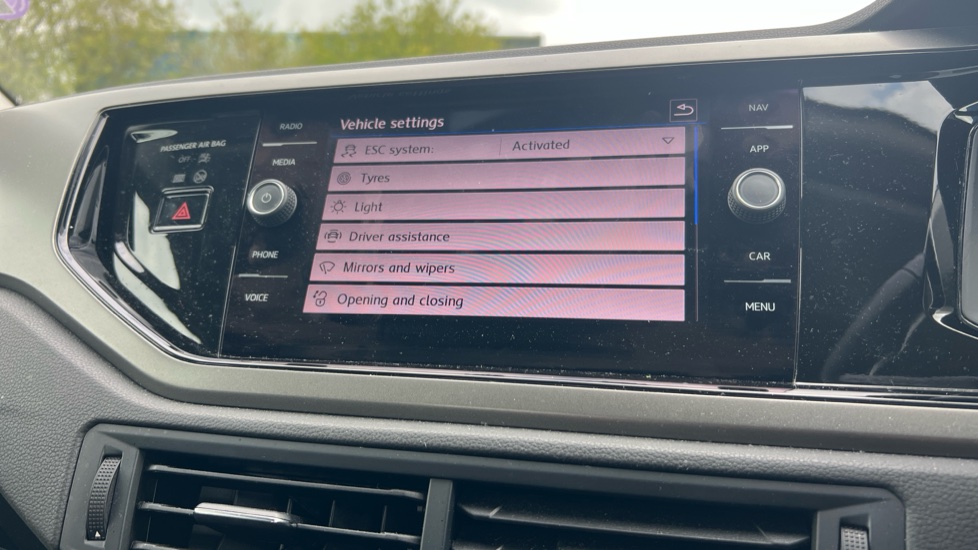 PASSENGER AIR BAG
OFF
RADIO
MEDIA
PHONE
VOICE
Vehicle settings
ESC system: Activated
Tyres
Light
Driver assistance
Mirrors and wipers
Opening and closing
NAV
APP
CAR
MENU